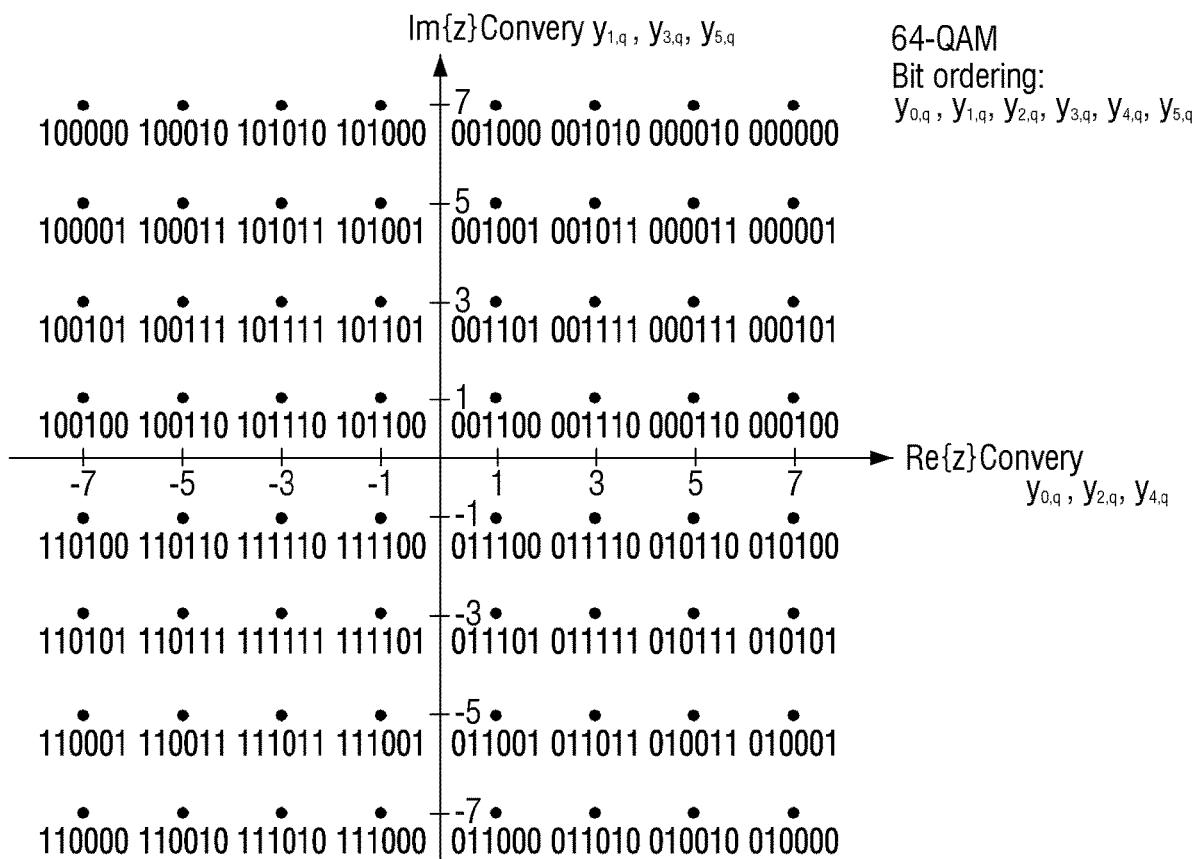 Im{z}Convery y1,q , y3,q, y5,q
64-QAM
Bit ordering:
y0,q , y1,q, y2,q, y3,q, y4,q, y5,q
7
100000 100010 101010 101000 001000 001010 000010 000000
5
100001 100011 101011 101001 001001 001011 000011 000001
3
100101 100111 101111 101101 001101 001111 000111 000101
1
100100 100110 101110 101100 001100 001110 000110 000100
Re{z}Convery
y0,q , y2,q, y4,q
-7 -5 -3 -1 1 3 5 7
-1
110100 110110 111110 111100 011100 011110 010110 010100
-3
110101 110111 111111 111101 011101 011111 010111 010101
-5
110001 110011 111011 111001 011001 011011 010011 010001
-7
110000 110010 111010 111000 011000 011010 010010 010000